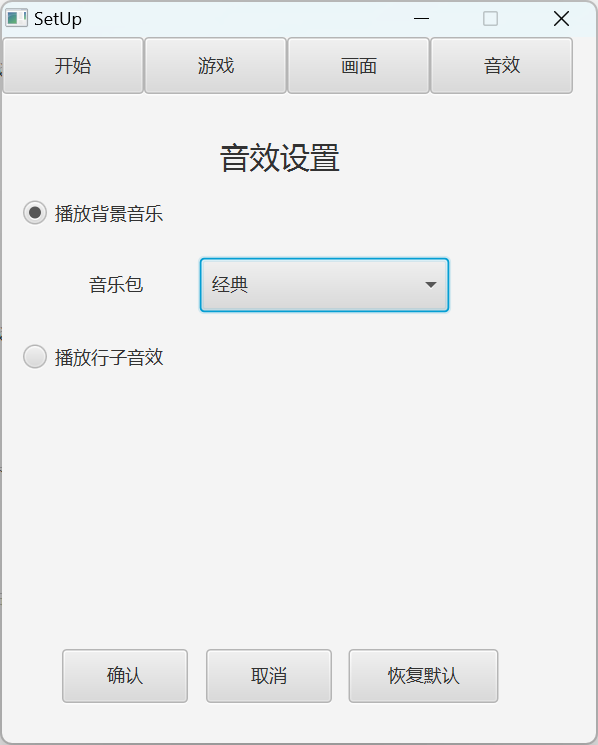 SetUp
开始 游戏 画面 音效
音效设置
播放背景音乐
音乐包 经典
播放行子音效
确认 取消 恢复默认